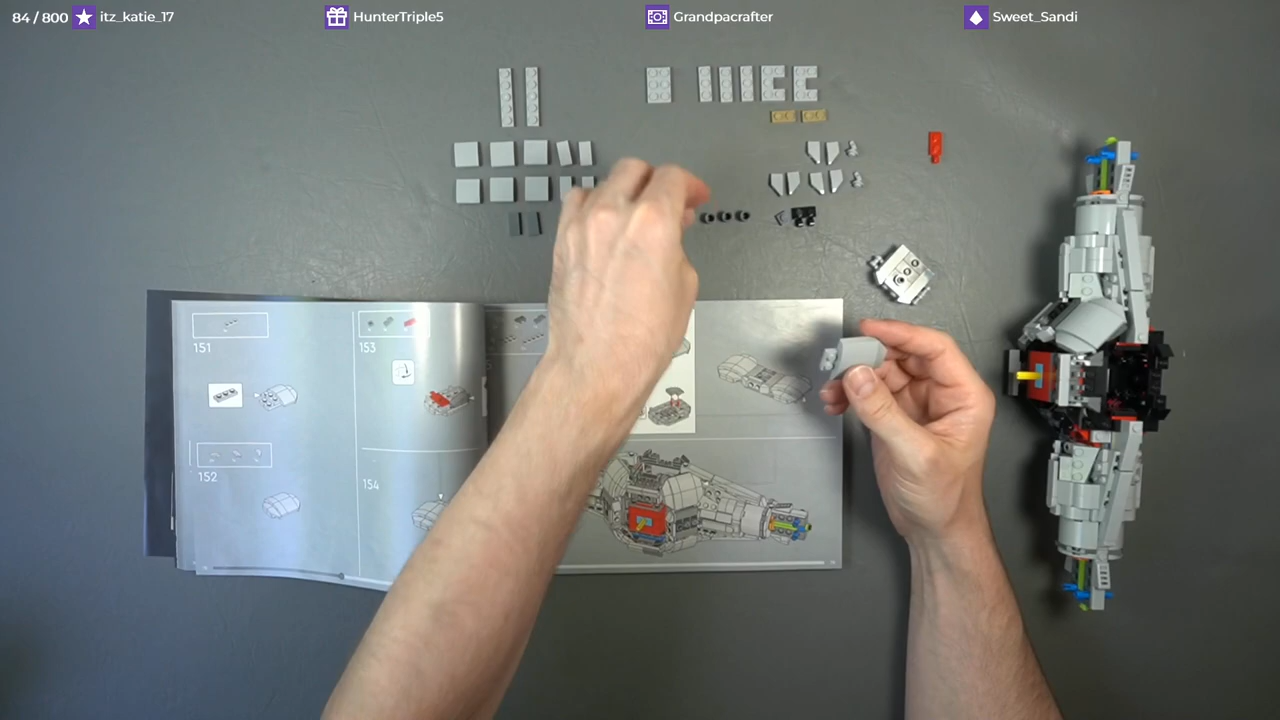 84 / 800
itz_katie_17
HunterTriple5
Grandpacrafter
Sweet_Sandi
151
153
152
154